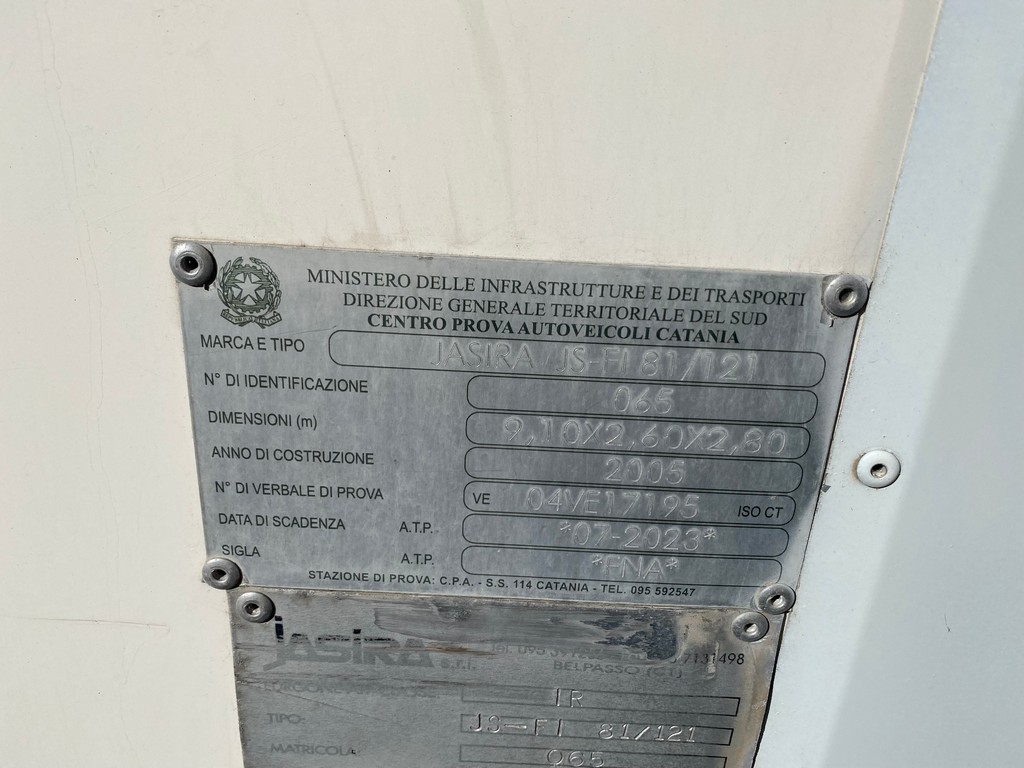 MINISTERO DELLE INFRASTRUTTURE E DEI TRASPORTI
DIREZIONE GENERALE TERRITORIALE DEL SUD
CENTRO PROVA AUTOVEICOLI CATANIA
MARCA E TIPO JASIRA JS-FI 81/121
N° DI IDENTIFICAZIONE 065
DIMENSIONI (m) 9,10X2,60X2,80
ANNO DI COSTRUZIONE 2005
N° DI VERBALE DI PROVA VE 04VE17195 ISO CT
DATA DI SCADENZA A.T.P. *07-2023*
SIGLA A.T.P. *FNA*
STAZIONE DI PROVA: C.P.A. - S.S. 114 CATANIA - TEL. 095 592547
jasira s.r.l.
7131498
BELPASSO (CT)
IR
TIPO: JS-FI 81/121
MATRICOLA 065